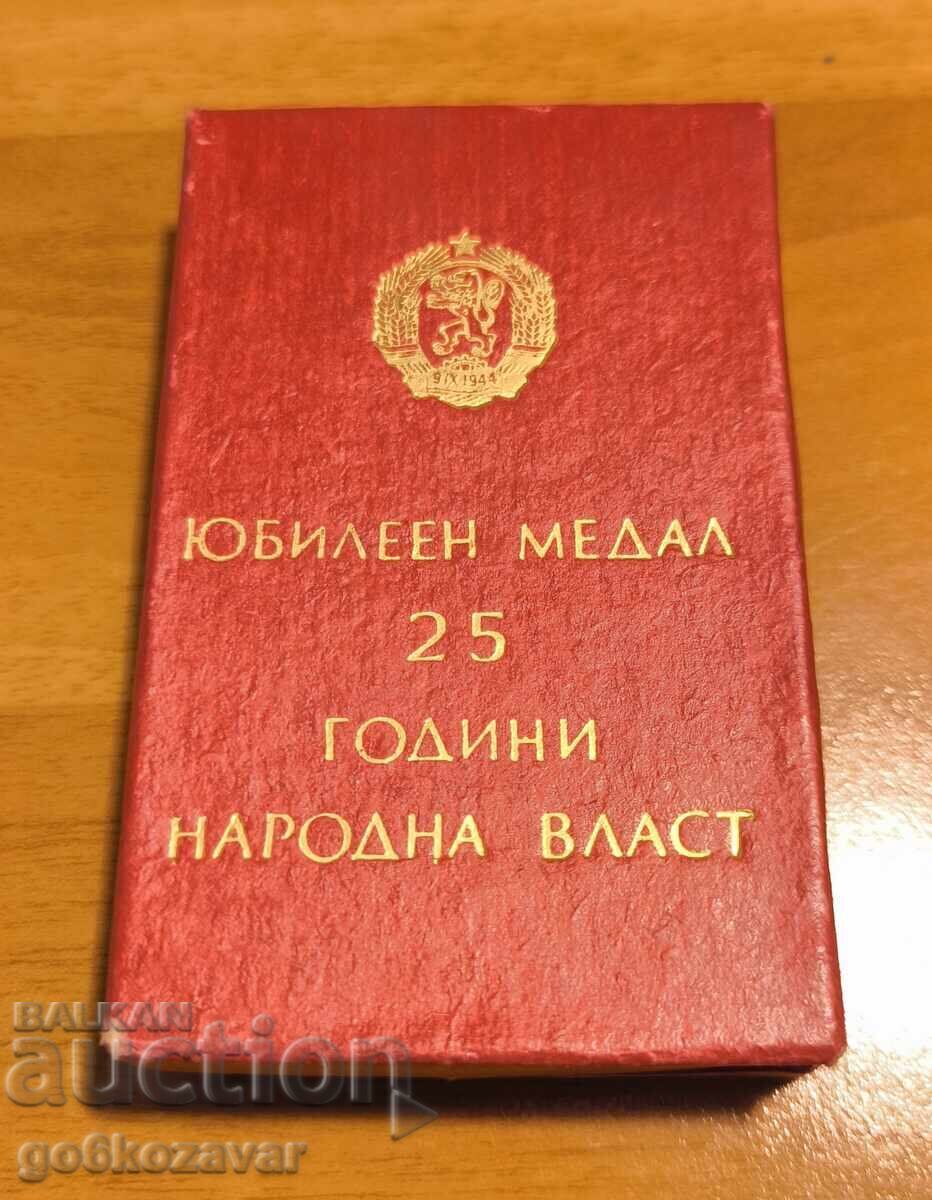 9 IX 1944
ЮБИЛЕЕН МЕДАЛ
25
ГОДИНИ
НАРОДНА ВЛАСТ
BALKAN
auction
go6kozavar